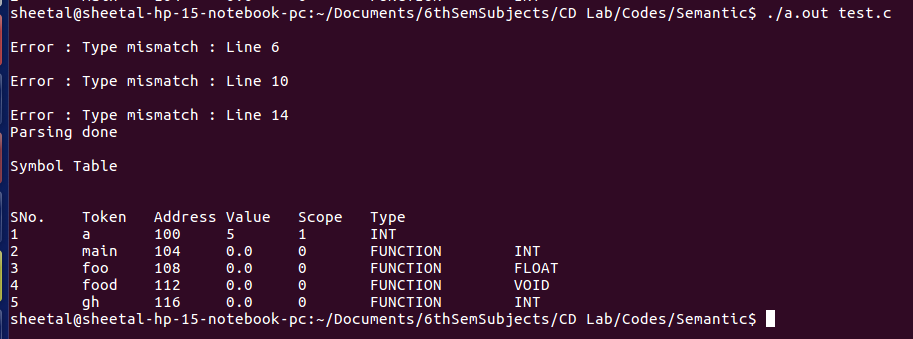 sheetal@sheetal-hp-15-notebook-pc:~/Documents/6thSemSubjects/CD Lab/Codes/Semantic$ ./a.out test.c
Error : Type mismatch : Line 6
Error : Type mismatch : Line 10
Error : Type mismatch : Line 14
Parsing done
Symbol Table
SNo. Token Address Value Scope Type
1 a 100 5 1 INT
2 main 104 0.0 0 FUNCTION INT
3 foo 108 0.0 0 FUNCTION FLOAT
4 food 112 0.0 0 FUNCTION VOID
5 gh 116 0.0 0 FUNCTION INT
sheetal@sheetal-hp-15-notebook-pc:~/Documents/6thSemSubjects/CD Lab/Codes/Semantic$